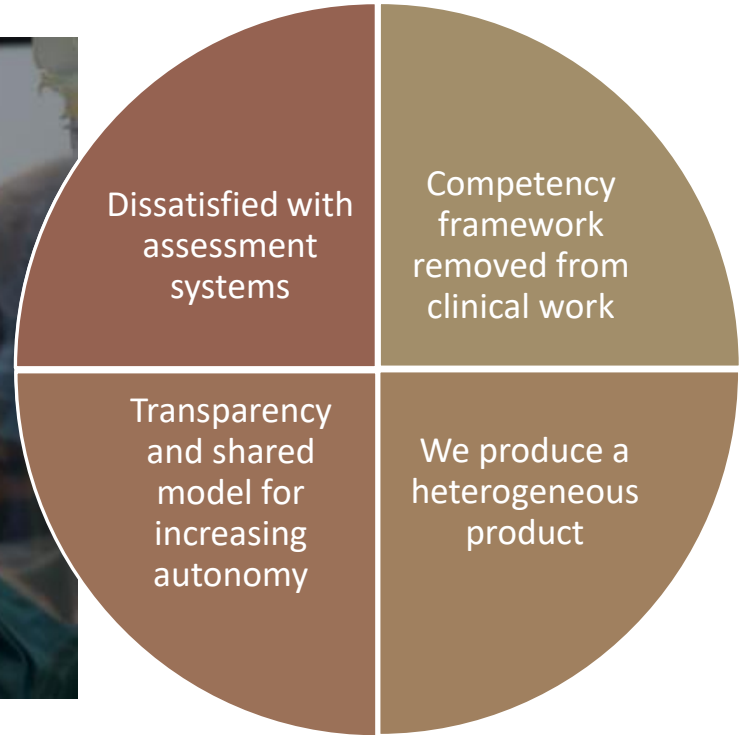 Dissatisfied with
assessment
systems
Competency
framework
removed from
clinical work
Transparency
and shared
model for
increasing
autonomy
We produce a
heterogeneous
product